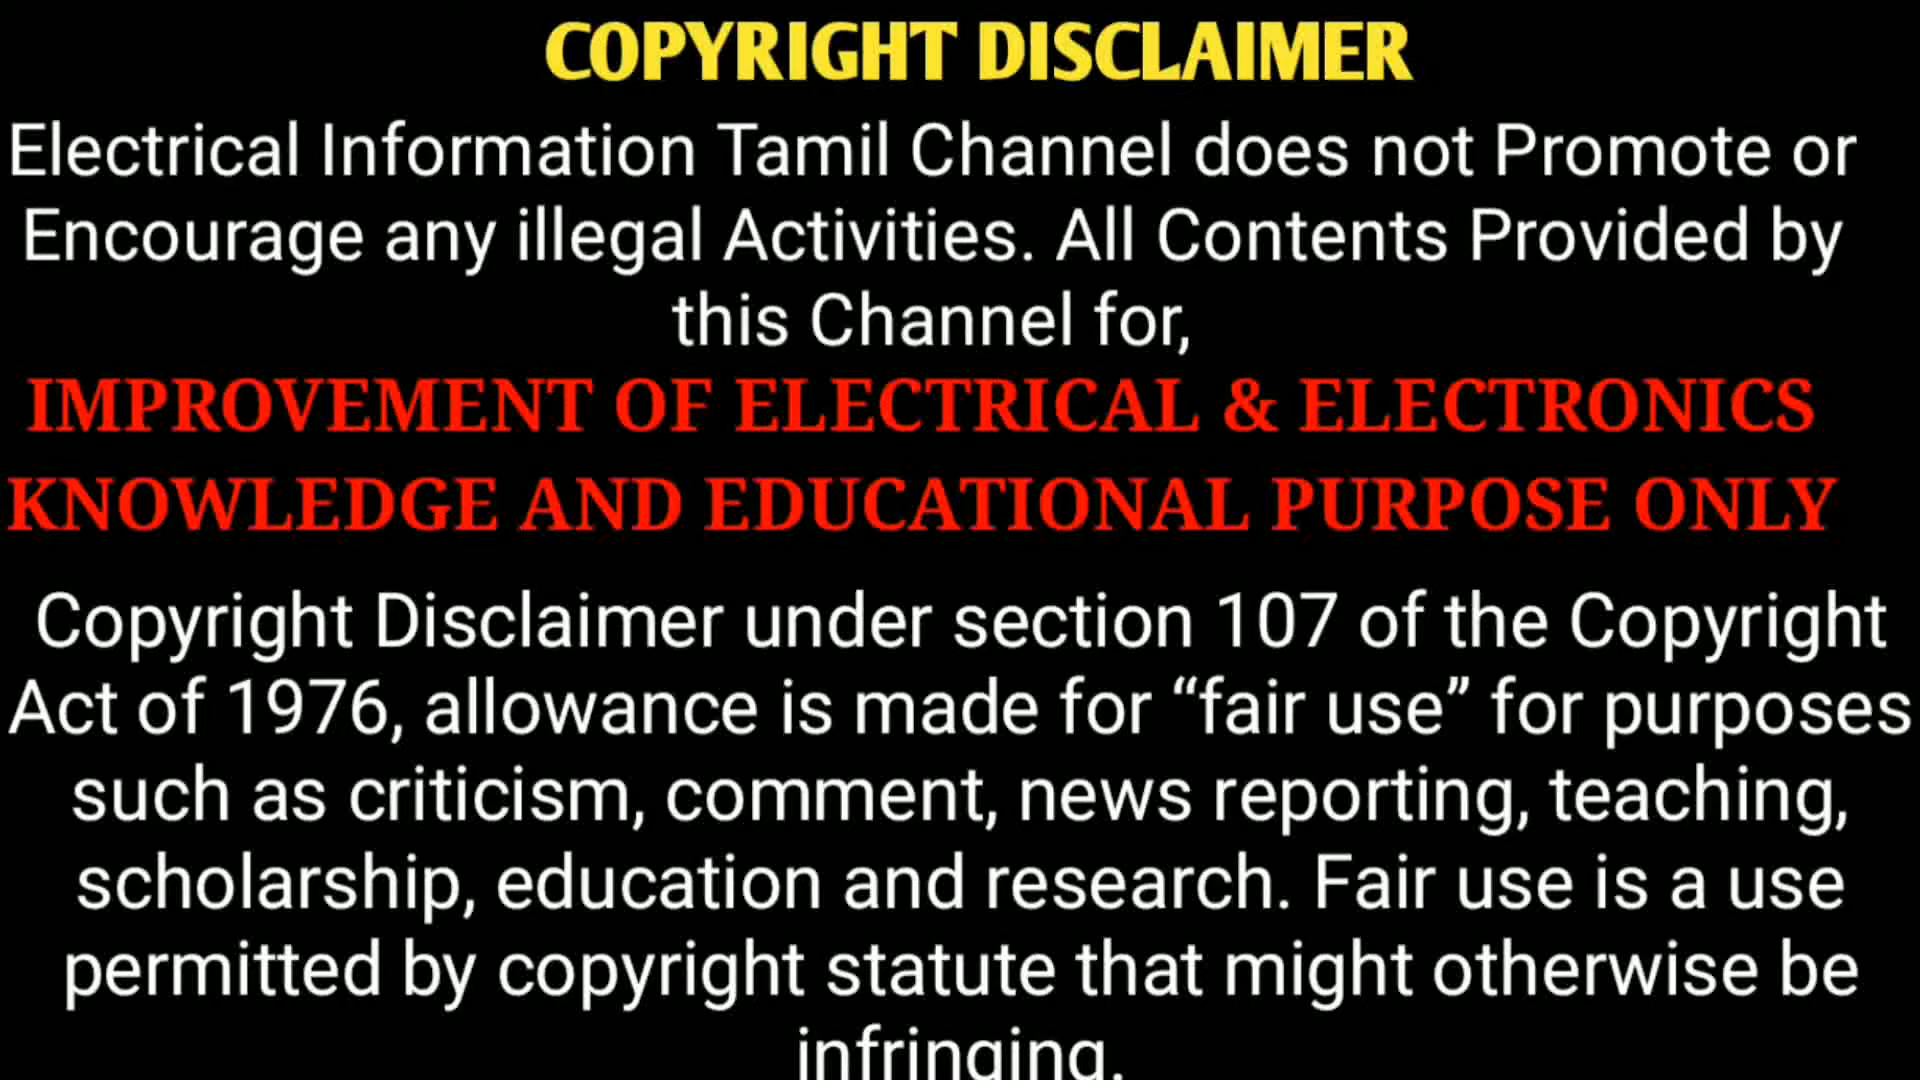 COPYRIGHT DISCLAIMER
Electrical Information Tamil Channel does not Promote or
Encourage any illegal Activities. All Contents Provided by
this Channel for,
IMPROVEMENT OF ELECTRICAL & ELECTRONICS
KNOWLEDGE AND EDUCATIONAL PURPOSE ONLY
Copyright Disclaimer under section 107 of the Copyright
Act of 1976, allowance is made for “fair use” for purposes
such as criticism, comment, news reporting, teaching,
scholarship, education and research. Fair use is a use
permitted by copyright statute that might otherwise be
infringing.